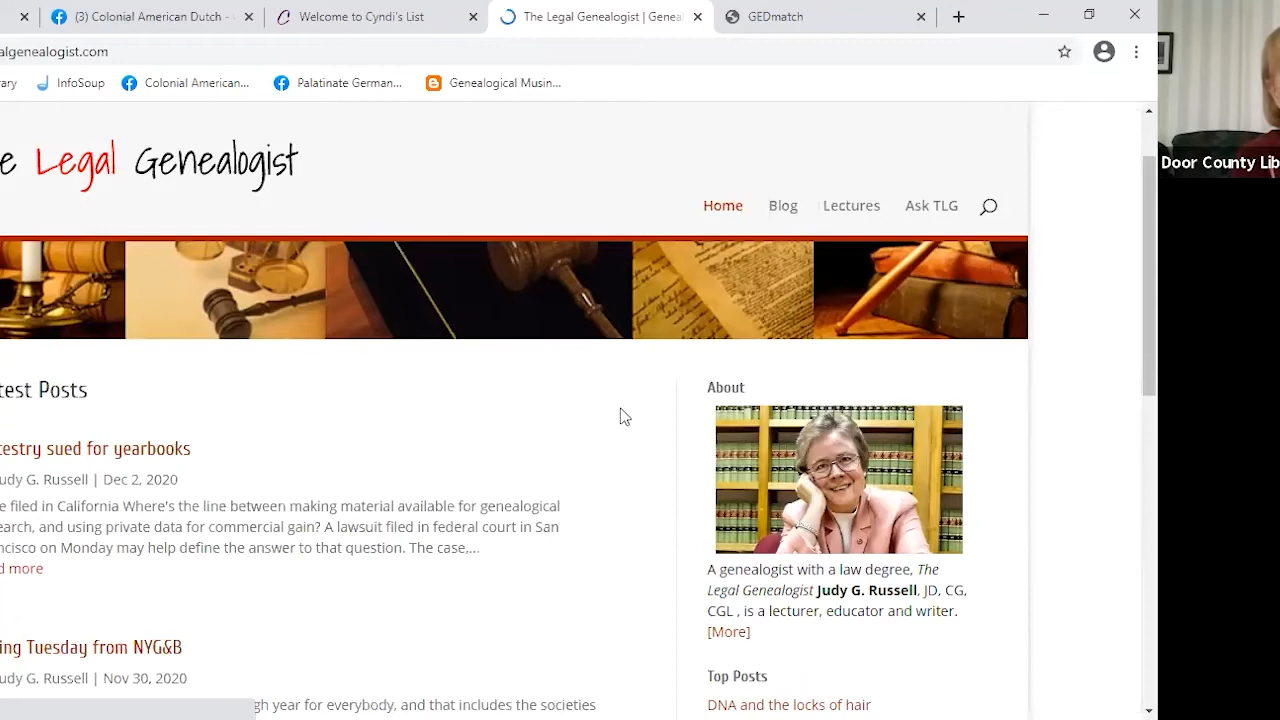 (3) Colonial American Dutch -
Welcome to Cyndi's List
The Legal Genealogist | Genea
GEDmatch
algenealogist.com
ry
InfoSoup
Colonial American...
Palatinate German...
Genealogical Musin...
e Legal Genealogist
Home
Blog
Lectures
Ask TLG
Door County Lib
test Posts
cestry sued for yearbooks
udy G. Russell | Dec 2, 2020
e filed in California Where's the line between making material available for genealogical
earch, and using private data for commercial gain? A lawsuit filed in federal court in San
ncisco on Monday may help define the answer to that question. The case,...
d more
ing Tuesday from NYG&B
udy G. Russell | Nov 30, 2020
gh year for everybody, and that includes the societies
About
A genealogist with a law degree, The
Legal Genealogist Judy G. Russell, JD, CG,
CGL , is a lecturer, educator and writer.
[More]
Top Posts
DNA and the locks of hair